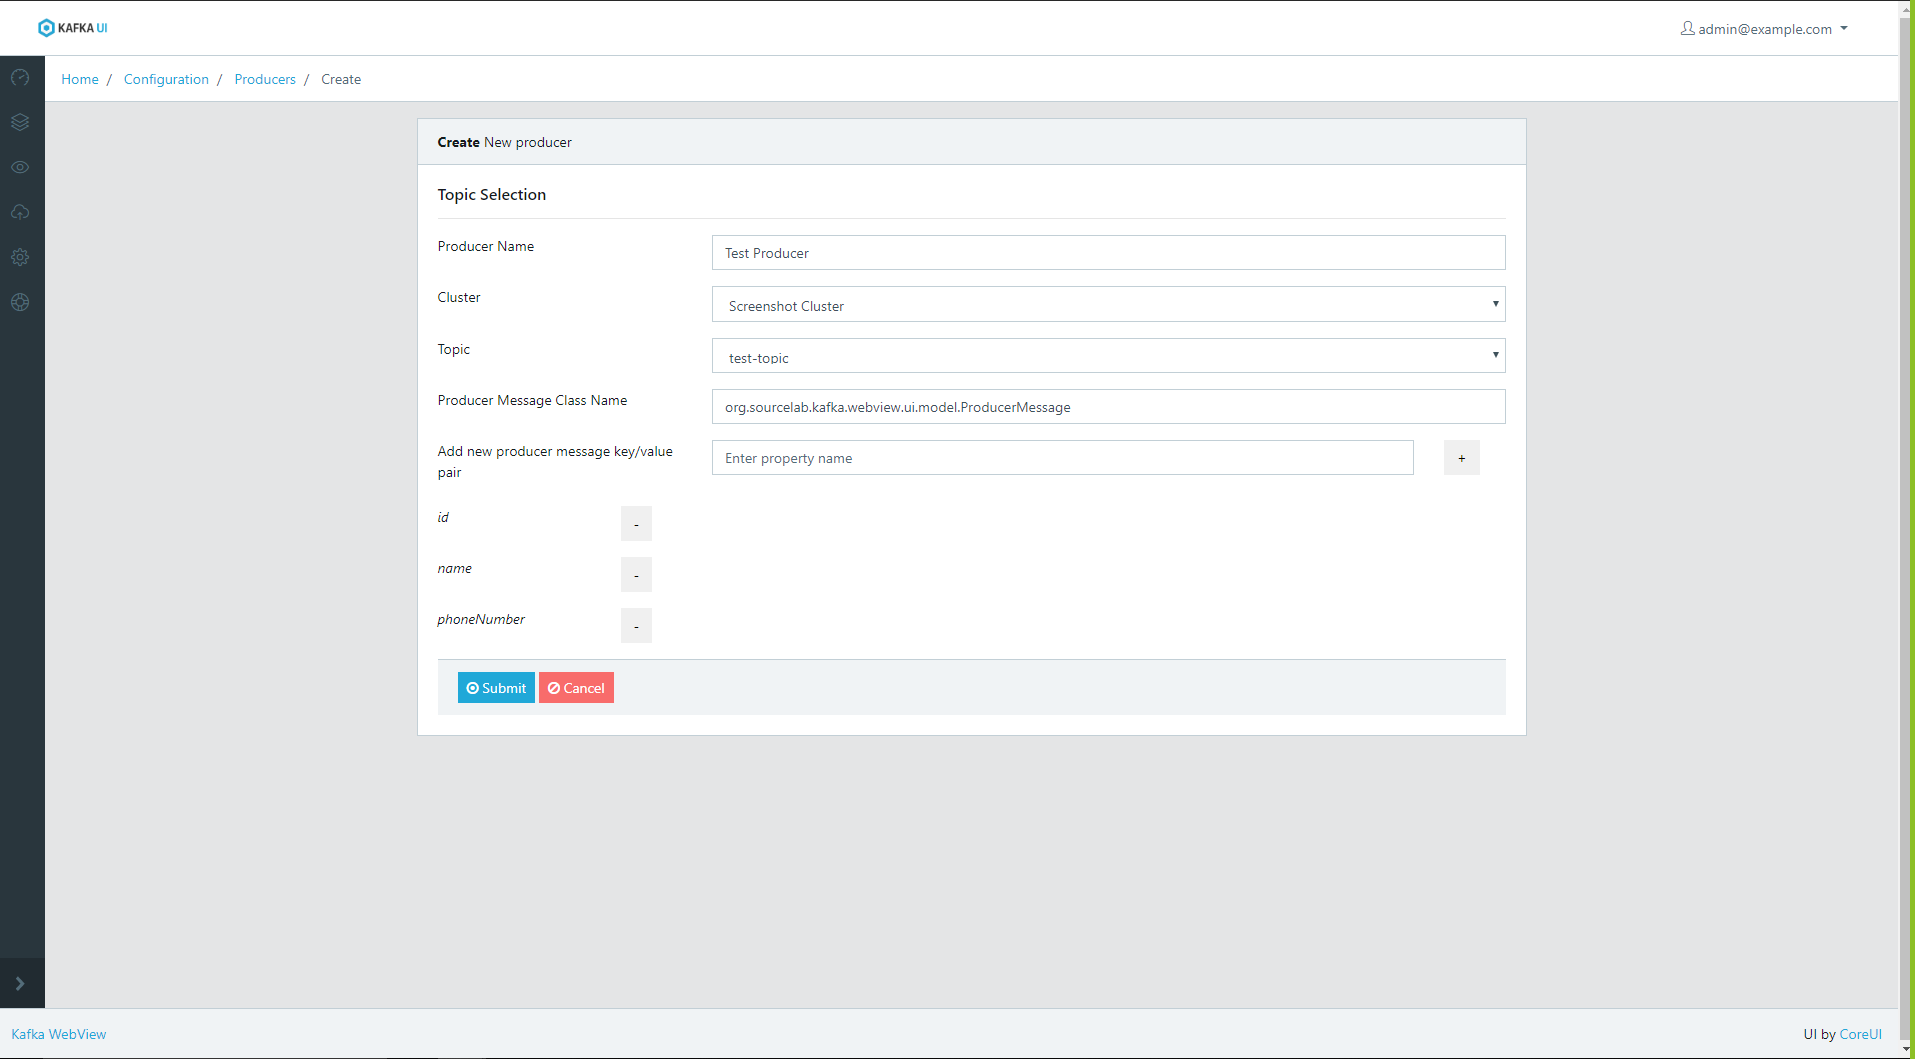 KAFKA UI
admin@example.com
Home / Configuration / Producers / Create
Create New producer
Topic Selection
Producer Name
Test Producer
Cluster
Screenshot Cluster
Topic
test-topic
Producer Message Class Name
org.sourcelab.kafka.webview.ui.model.ProducerMessage
Add new producer message key/value
pair
Enter property name
+
id
-
name
-
phoneNumber
-
Submit
Cancel
Kafka WebView
UI by CoreUI